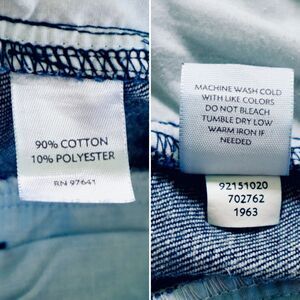 90% COTTON
10% POLYESTER
RN 97641
MACHINE WASH COLD
WITH LIKE COLORS
DO NOT BLEACH
TUMBLE DRY LOW
WARM IRON IF
NEEDED
92151020
702762
1963